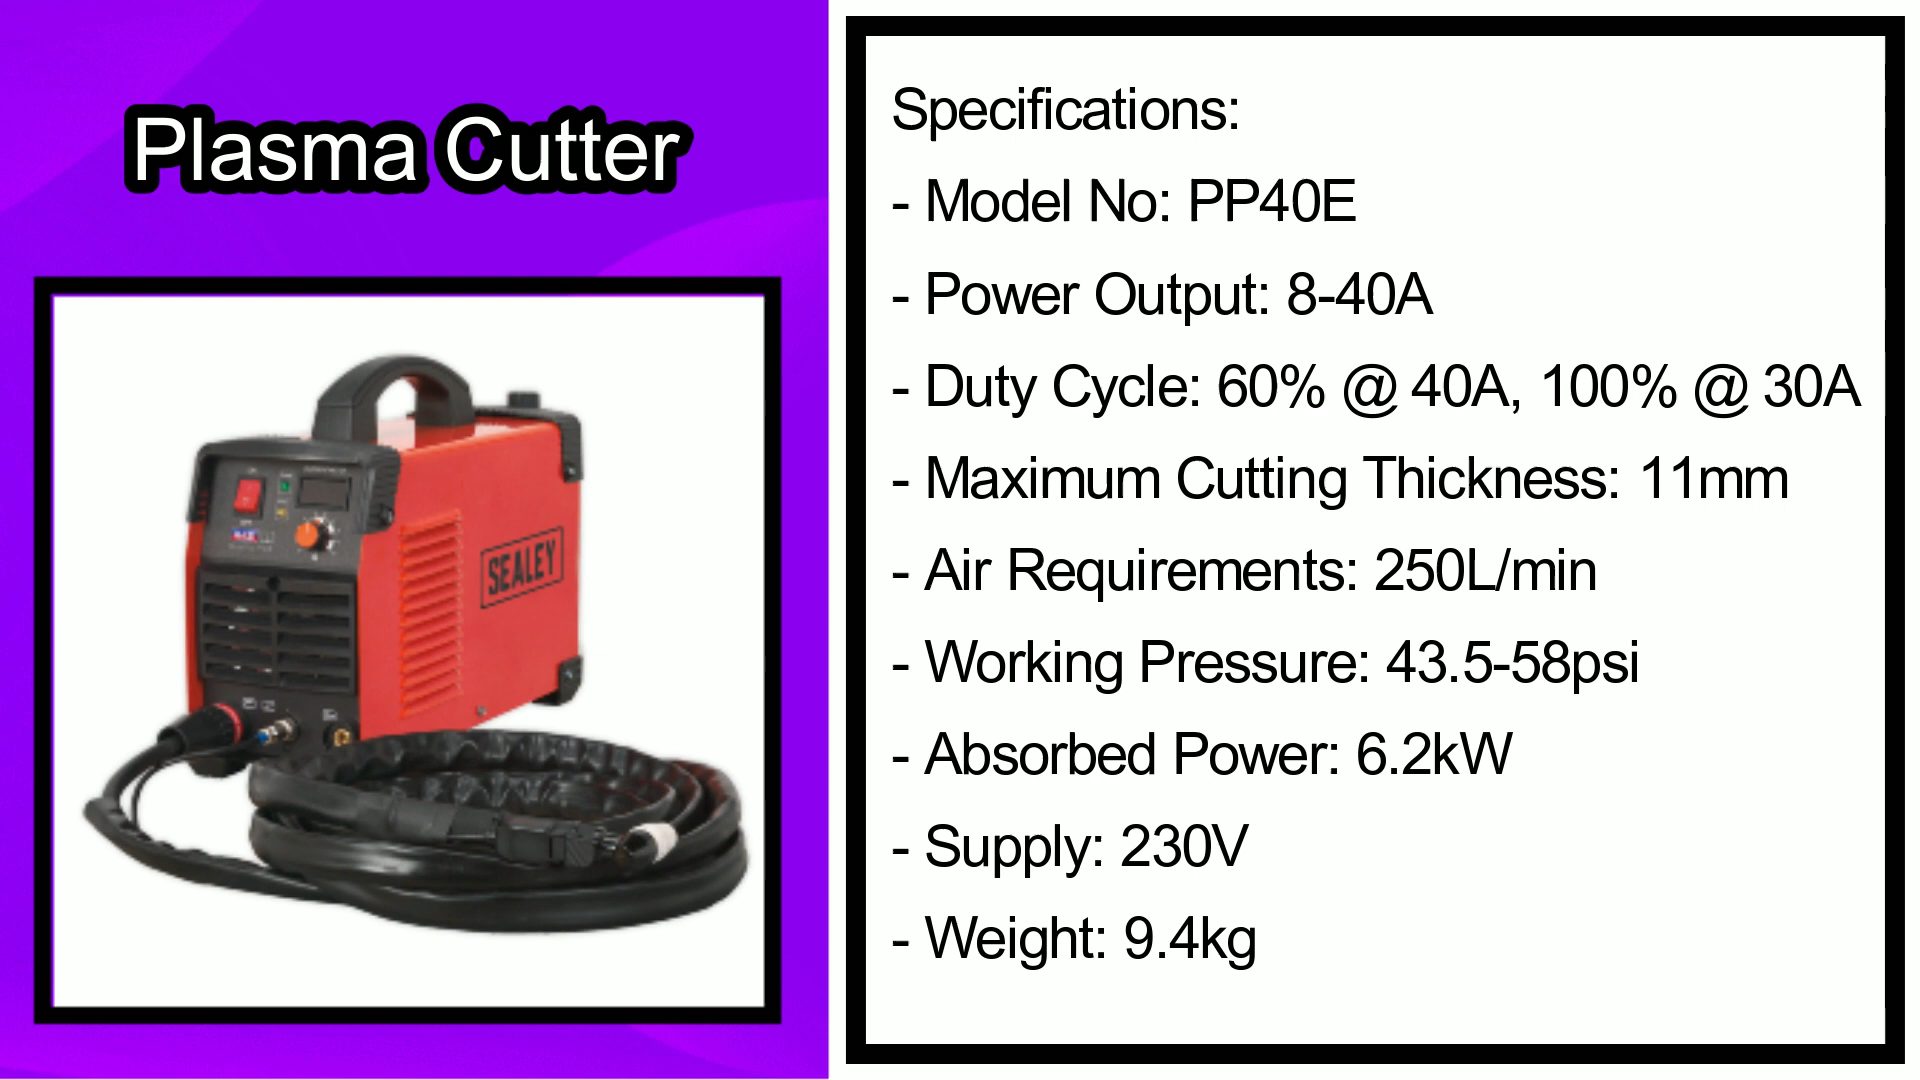 Plasma Cutter
SEALEY
Specifications:
- Model No: PP40E
- Power Output: 8-40A
- Duty Cycle: 60% @ 40A, 100% @ 30A
- Maximum Cutting Thickness: 11mm
- Air Requirements: 250L/min
- Working Pressure: 43.5-58psi
- Absorbed Power: 6.2kW
- Supply: 230V
- Weight: 9.4kg